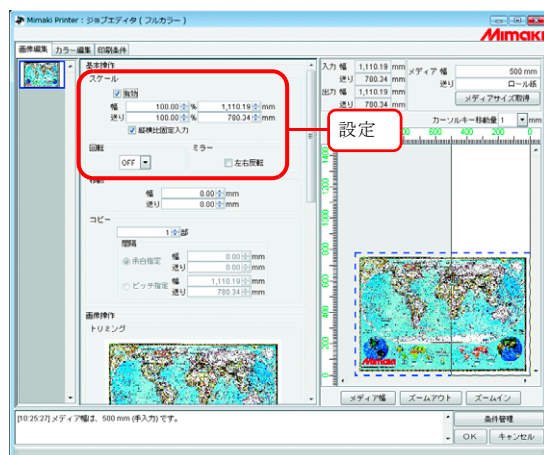 Mimaki Printer : ジョブエディタ ( フルカラー )
Mimaki
画像編集 カラー編集 印刷条件
基本操作
スケール
有効
幅 100.00 % 1,110.19 mm
送り 100.00 % 780.34 mm
縦横比固定入力
回転 ミラー
OFF 左右反転
設定
移動
幅 0.00 mm
送り 0.00 mm
コピー
1 部
間隔
余白指定 幅 0.00 mm
送り 0.00 mm
ピッチ指定 幅 1,110.19 mm
送り 780.34 mm
画像操作
トリミング
入力 幅 1,110.19 mm
送り 780.34 mm
出力 幅 1,110.19 mm
送り 780.34 mm
メディア 幅 500 mm
送り ロール紙
メディアサイズ取得
カーソルキー移動量 1 mm
600 400 200 0
1400
1200
1000
800
600
400
200
0
Mimaki
メディア幅 ズームアウト ズームイン
[10:25:27] メディア幅は、500 mm (手入力) です。
条件管理
OK キャンセル